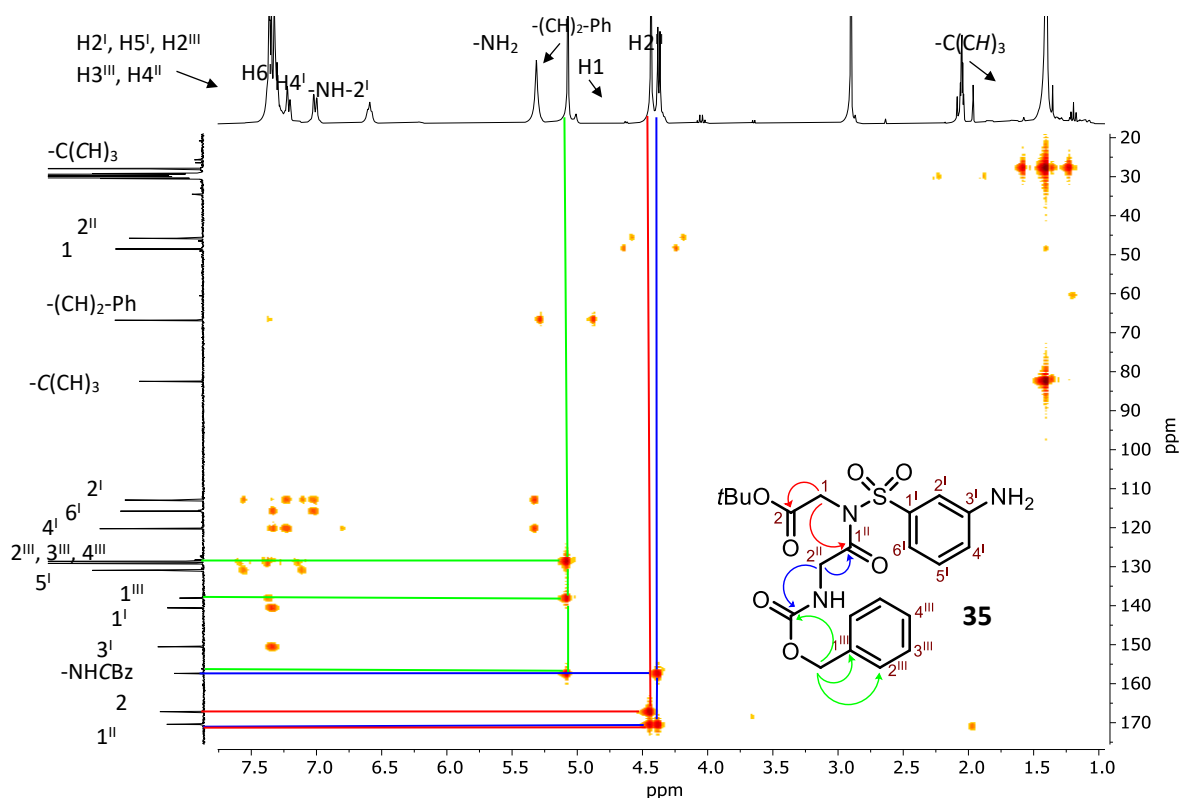 H2ᴵ, H5ᴵ, H2ᴵᴵᴵ
H3ᴵᴵᴵ, H4ᴵᴵ
H6
H4ᴵ
-NH-2ᴵ
-NH₂
-(CH)₂-Ph
H1
H2
-C(CH)₃
-C(CH)₃
2ᴵᴵ
1
-(CH)₂-Ph
-C(CH)₃
2ᴵ
6ᴵ
4ᴵ
2ᴵᴵᴵ, 3ᴵᴵᴵ, 4ᴵᴵᴵ
5ᴵ
1ᴵᴵᴵ
1ᴵ
3ᴵ
-NHCBz
2
1ᴵᴵ
20
30
40
50
60
70
80
90
100
110
120
130
140
150
160
170
ppm
7.5
7.0
6.5
6.0
5.5
5.0
4.5
4.0
3.5
3.0
2.5
2.0
1.5
1.0
ppm
O
O
S
tBu
O
1
2
O
N
1ᴵ
2ᴵ
3ᴵ
NH₂
4ᴵ
5ᴵ
6ᴵ
1ᴵᴵ
O
2ᴵᴵ
O
NH
O
1ᴵᴵᴵ
4ᴵᴵᴵ
3ᴵᴵᴵ
2ᴵᴵᴵ
35